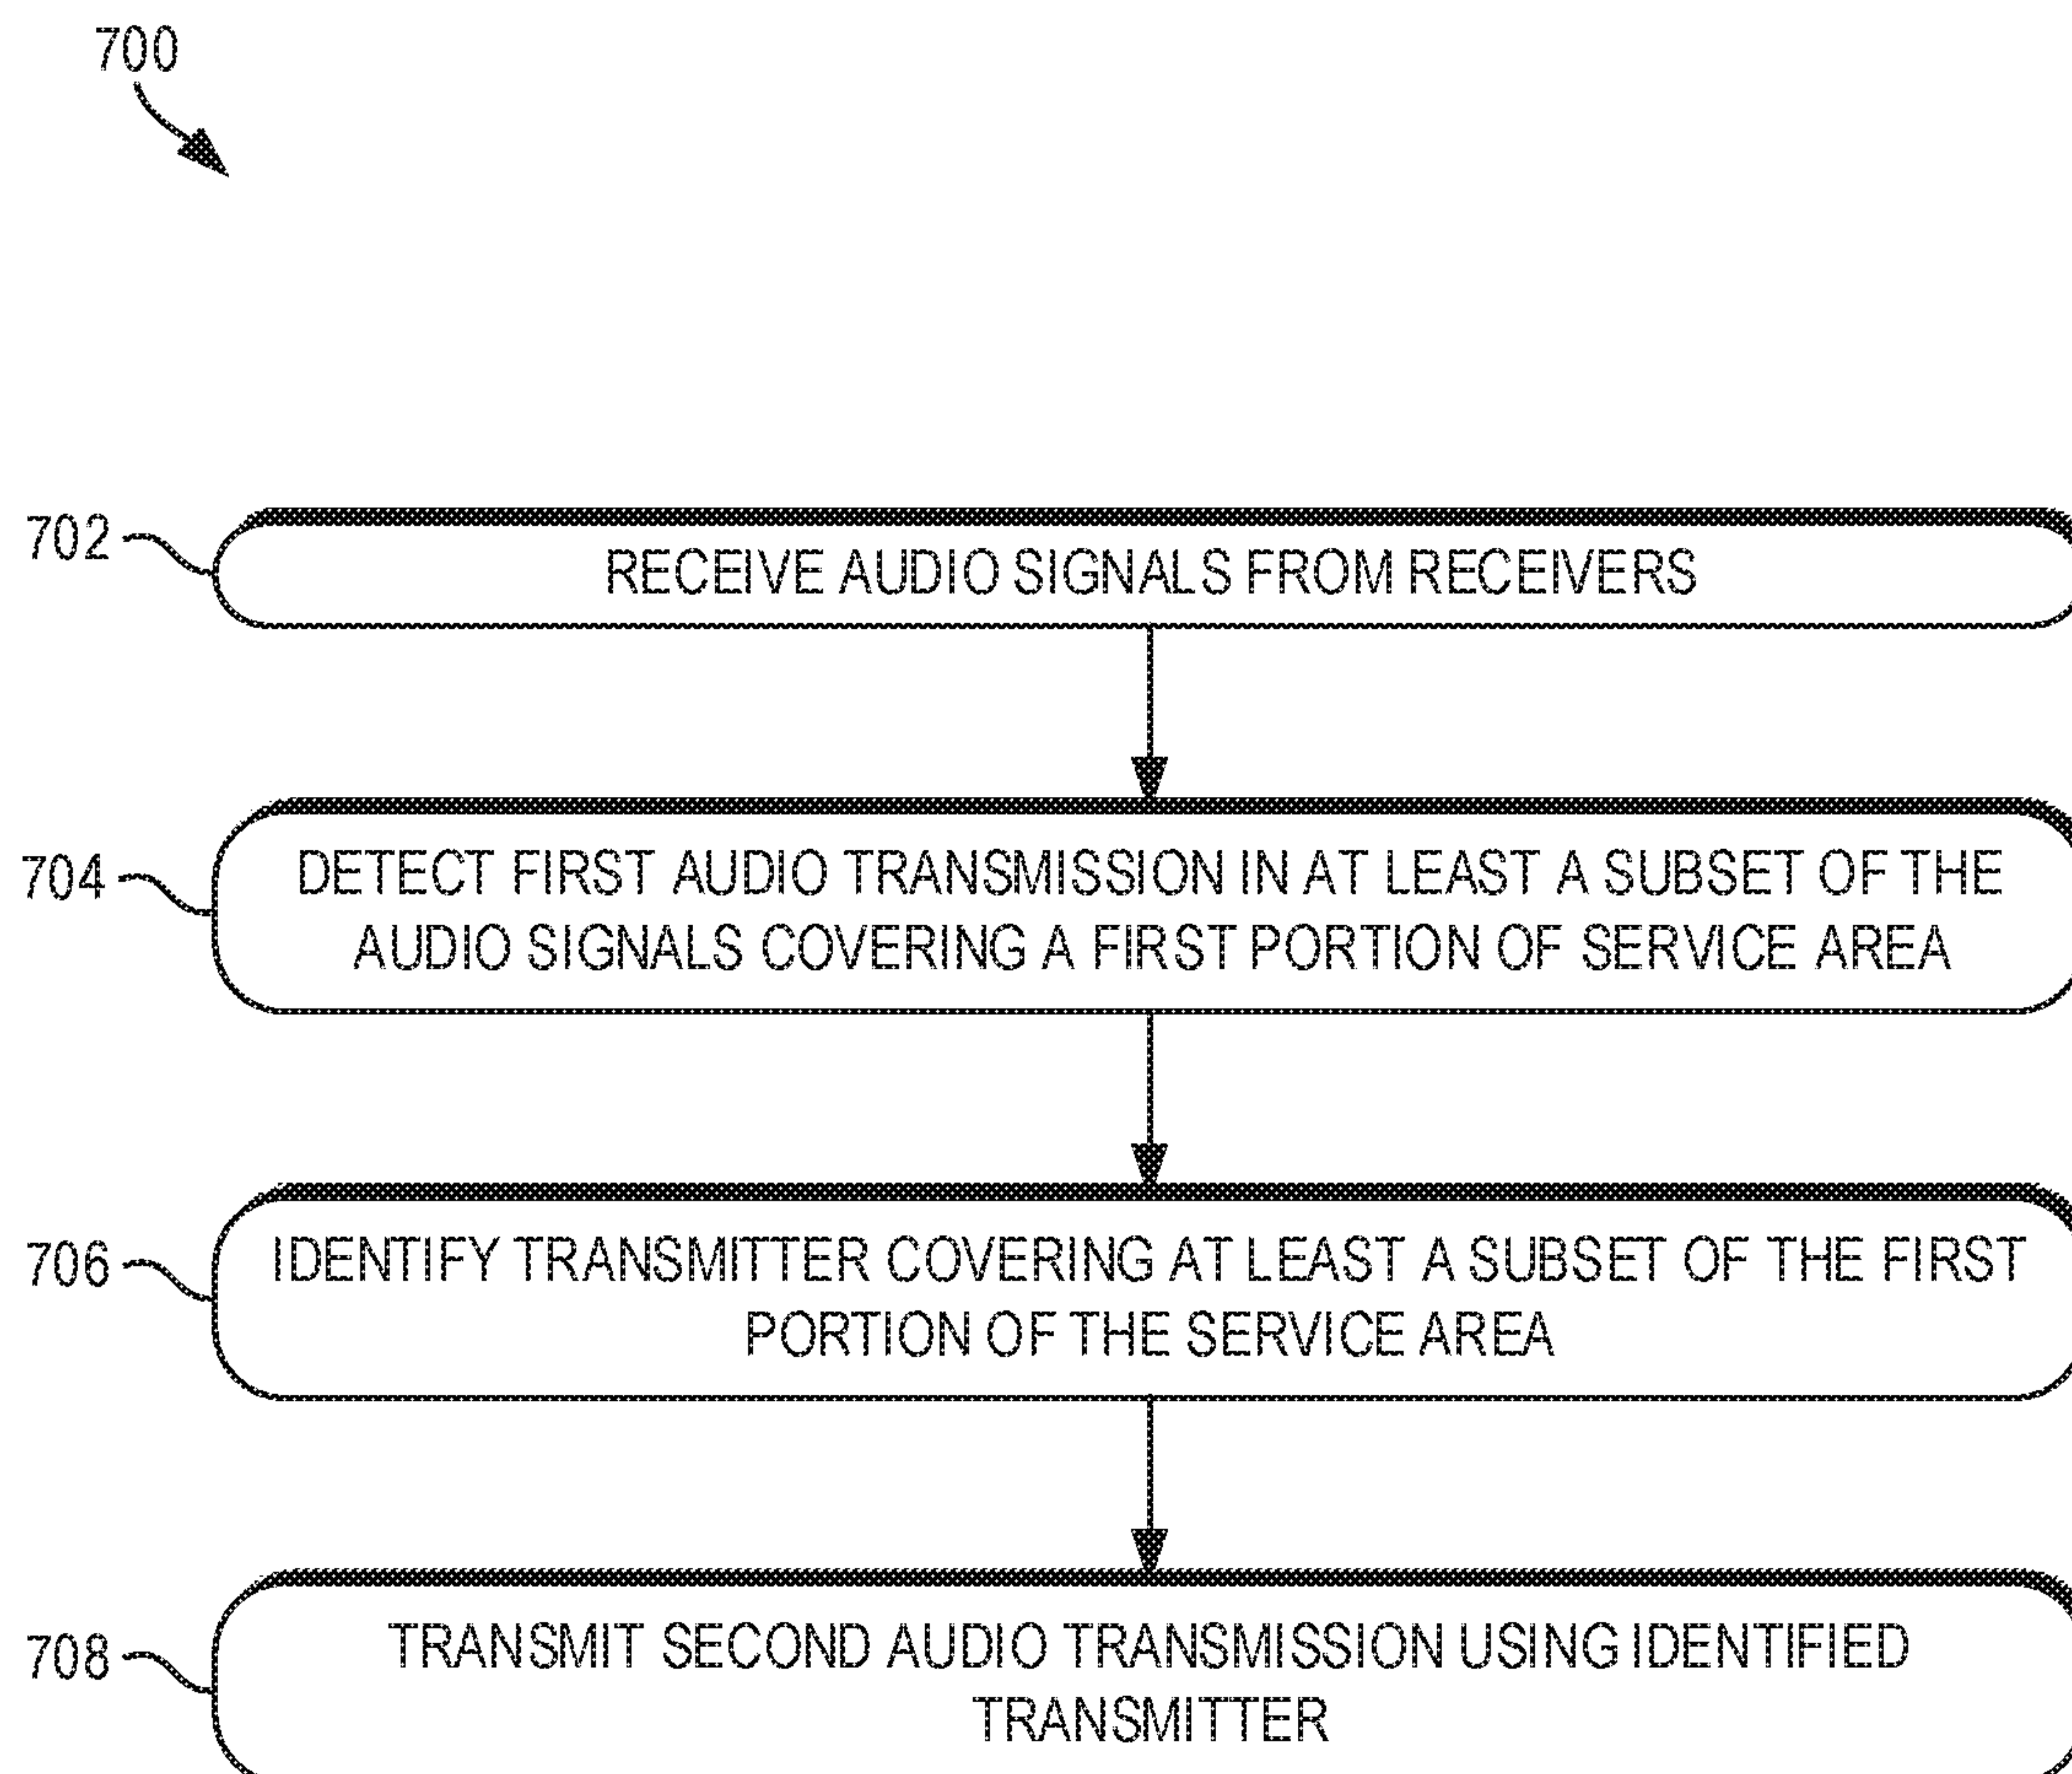 700
702
RECEIVE AUDIO SIGNALS FROM RECEIVERS
704
DETECT FIRST AUDIO TRANSMISSION IN AT LEAST A SUBSET OF THE
AUDIO SIGNALS COVERING A FIRST PORTION OF SERVICE AREA
706
IDENTIFY TRANSMITTER COVERING AT LEAST A SUBSET OF THE FIRST
PORTION OF THE SERVICE AREA
708
TRANSMIT SECOND AUDIO TRANSMISSION USING IDENTIFIED
TRANSMITTER